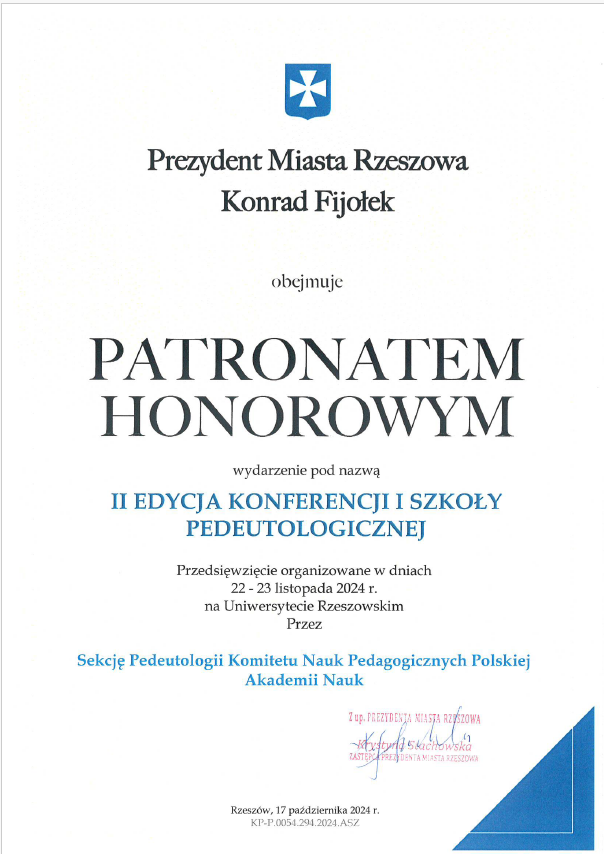 Prezydent Miasta Rzeszowa
Konrad Fijołek
obejmuje
PATRONATEM
HONOROWYM
wydarzenie pod nazwą
II EDYCJA KONFERENCJI I SZKOŁY
PEDEUTOLOGICZNEJ
Przedsięwzięcie organizowane w dniach
22 - 23 listopada 2024 r.
na Uniwersytecie Rzeszowskim
Przez
Sekcję Pedeutologii Komitetu Nauk Pedagogicznych Polskiej
Akademii Nauk
Z up. PREZYDENTA MIASTA RZESZOWA
Krystyna Stachowska
ZASTĘPCA PREZYDENTA MIASTA RZESZOWA
Rzeszów, 17 października 2024 r.
KP-P.0054.294.2024.ASZ